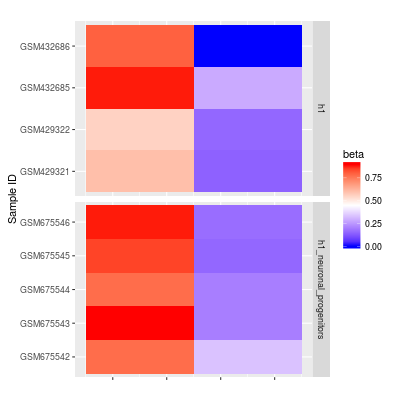 GSM432686
GSM432685
GSM429322
GSM429321
h1
GSM675546
GSM675545
GSM675544
GSM675543
GSM675542
h1_neuronal_progenitors
Sample ID
beta
0.75
0.50
0.25
0.00